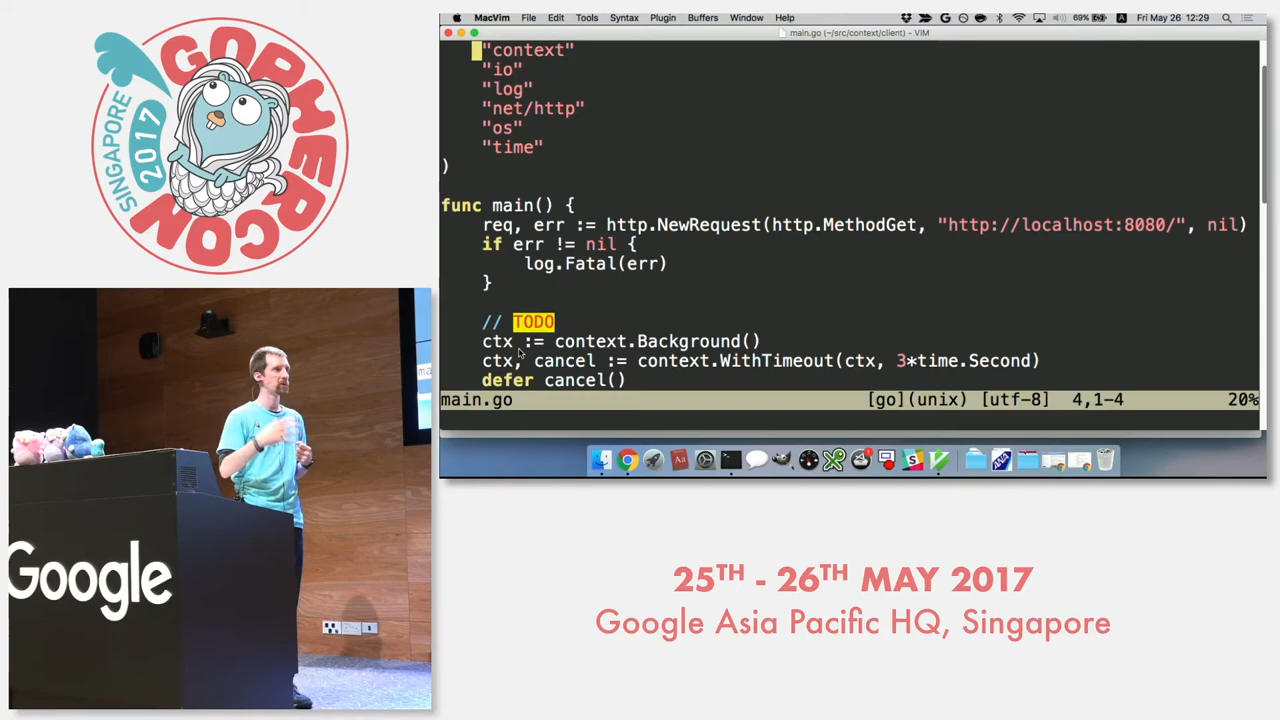 GOPHERCON
SINGAPORE
2017
MacVim File Edit Tools Syntax Plugin Buffers Window Help
69% A Fri May 26 12:29
main.go (~/src/context/client) - VIM
"context"
"io"
"log"
"net/http"
"os"
"time"
)
func main() {
req, err := http.NewRequest(http.MethodGet, "http://localhost:8080/", nil)
if err != nil {
log.Fatal(err)
}
// TODO
ctx := context.Background()
ctx, cancel := context.WithTimeout(ctx, 3*time.Second)
defer cancel()
main.go [go](unix) [utf-8] 4,1-4 20%
Google
25TH - 26TH MAY 2017
Google Asia Pacific HQ, Singapore